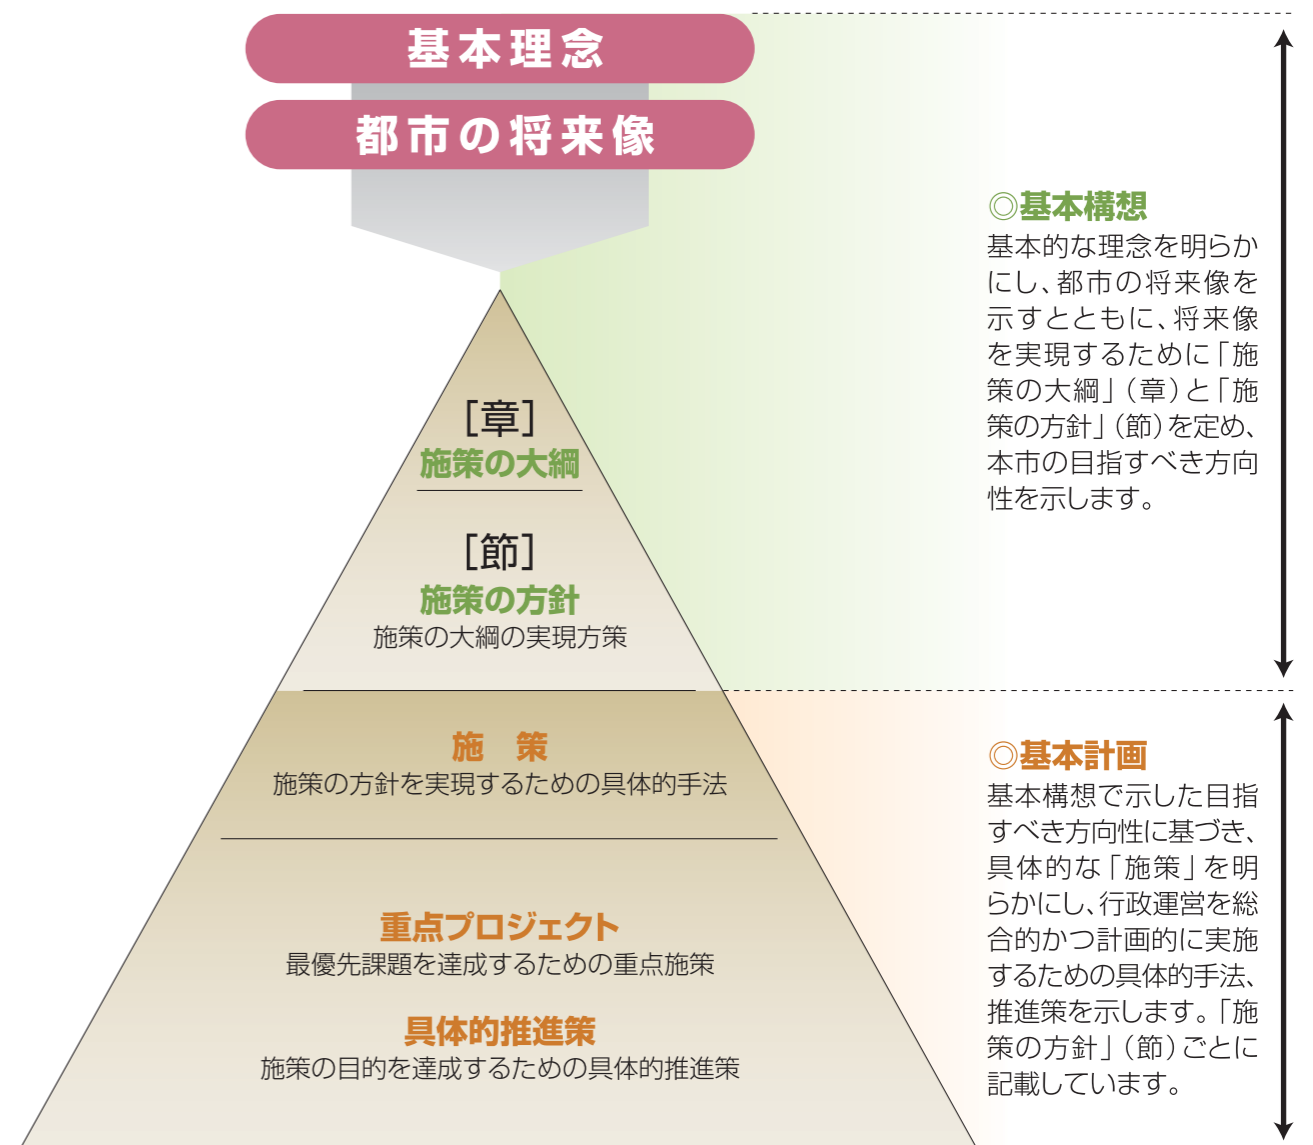 基本理念
都市の将来像
[章]
施策の大綱
[節]
施策の方針
施策の大綱の実現方策
施 策
施策の方針を実現するための具体的手法
重点プロジェクト
最優先課題を達成するための重点施策
具体的推進策
施策の目的を達成するための具体的推進策
◎基本構想
基本的な理念を明らか
にし、都市の将来像を
示すとともに、将来像
を実現するために「施
策の大綱」(章)と「施
策の方針」(節)を定め、
本市の目指すべき方向
性を示します。
◎基本計画
基本構想で示した目指
すべき方向性に基づき、
具体的な「施策」を明
らかにし、行政運営を総
合的かつ計画的に実施
するための具体的手法、
推進策を示します。「施
策の方針」(節)ごとに
記載しています。